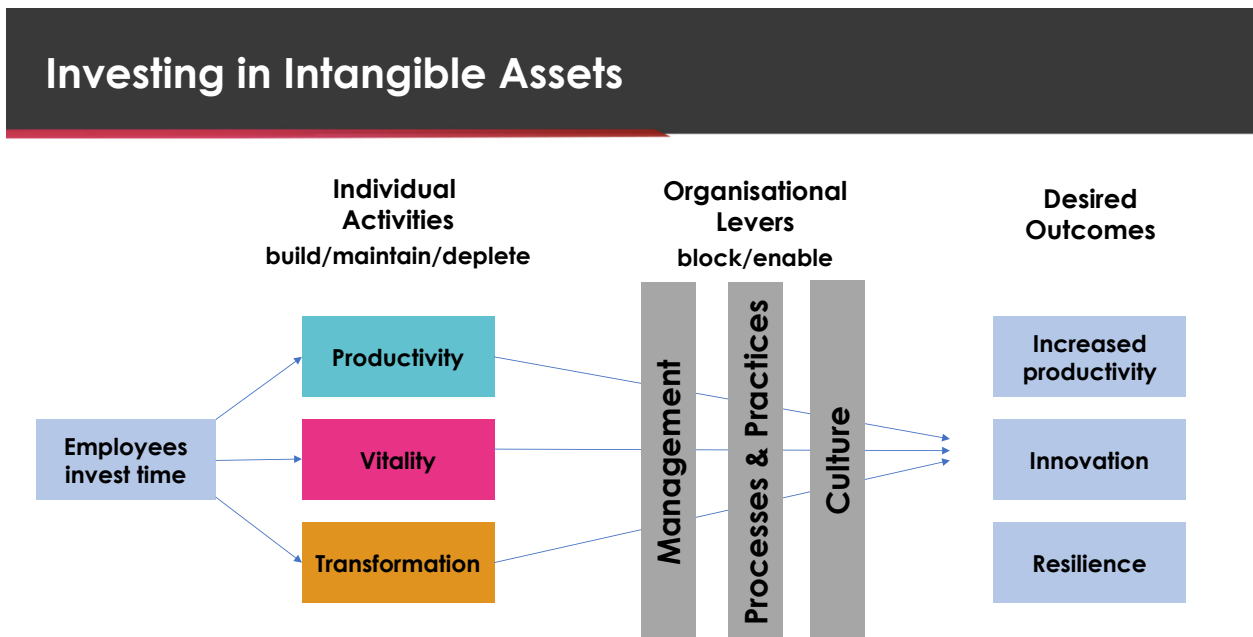 Investing in Intangible Assets
Individual
Activities
build/maintain/deplete
Organisational
Levers
block/enable
Desired
Outcomes
Employees
invest time
Productivity
Vitality
Transformation
Management
Processes & Practices
Culture
Increased
productivity
Innovation
Resilience